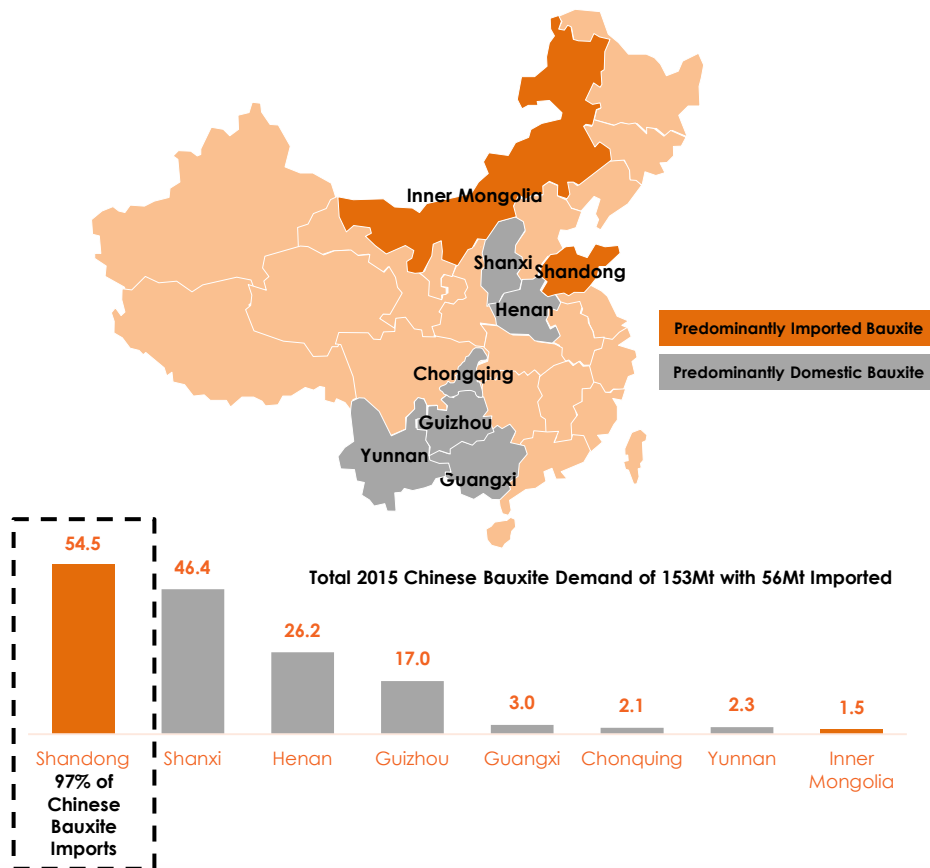 Inner Mongolia
Shanxi
Shandong
Henan
Predominantly Imported Bauxite
Predominantly Domestic Bauxite
Chongqing
Guizhou
Yunnan
Guangxi
54.5
46.4
Total 2015 Chinese Bauxite Demand of 153Mt with 56Mt Imported
26.2
17.0
3.0
2.1
2.3
1.5
Shandong
97% of
Chinese
Bauxite
Imports
Shanxi
Henan
Guizhou
Guangxi
Chonquing
Yunnan
Inner
Mongolia